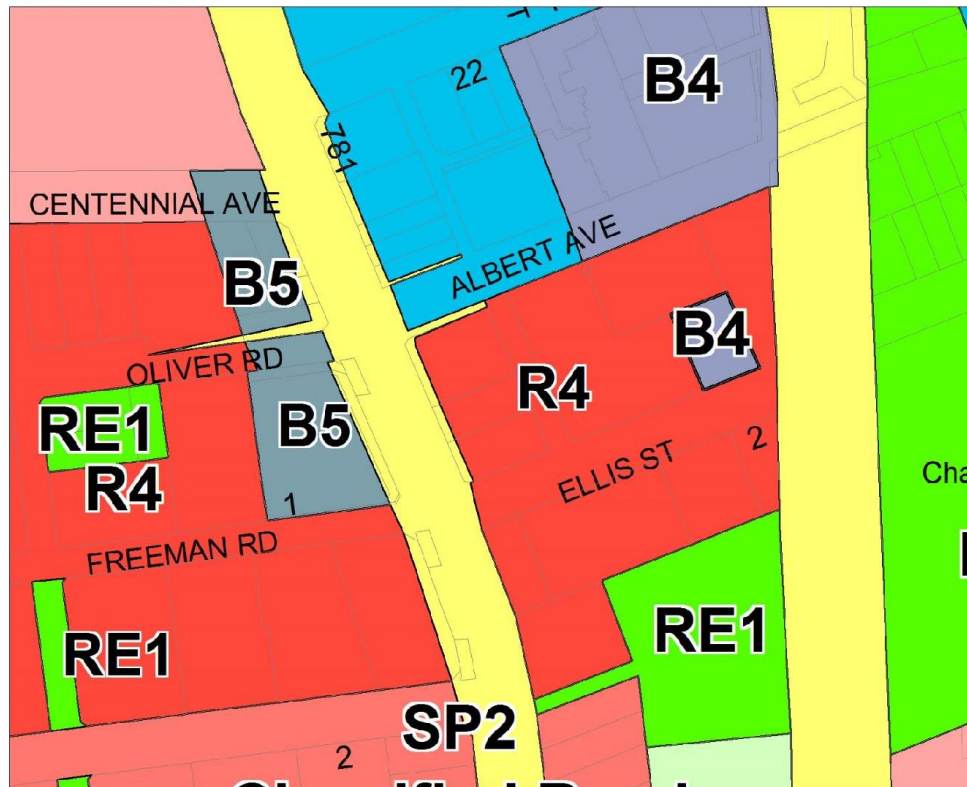 22
B4
781
CENTENNIAL AVE
ALBERT AVE
B5
B4
OLIVER RD
R4
RE1
B5
2
ELLIS ST
R4
1
FREEMAN RD
RE1
RE1
SP2
2